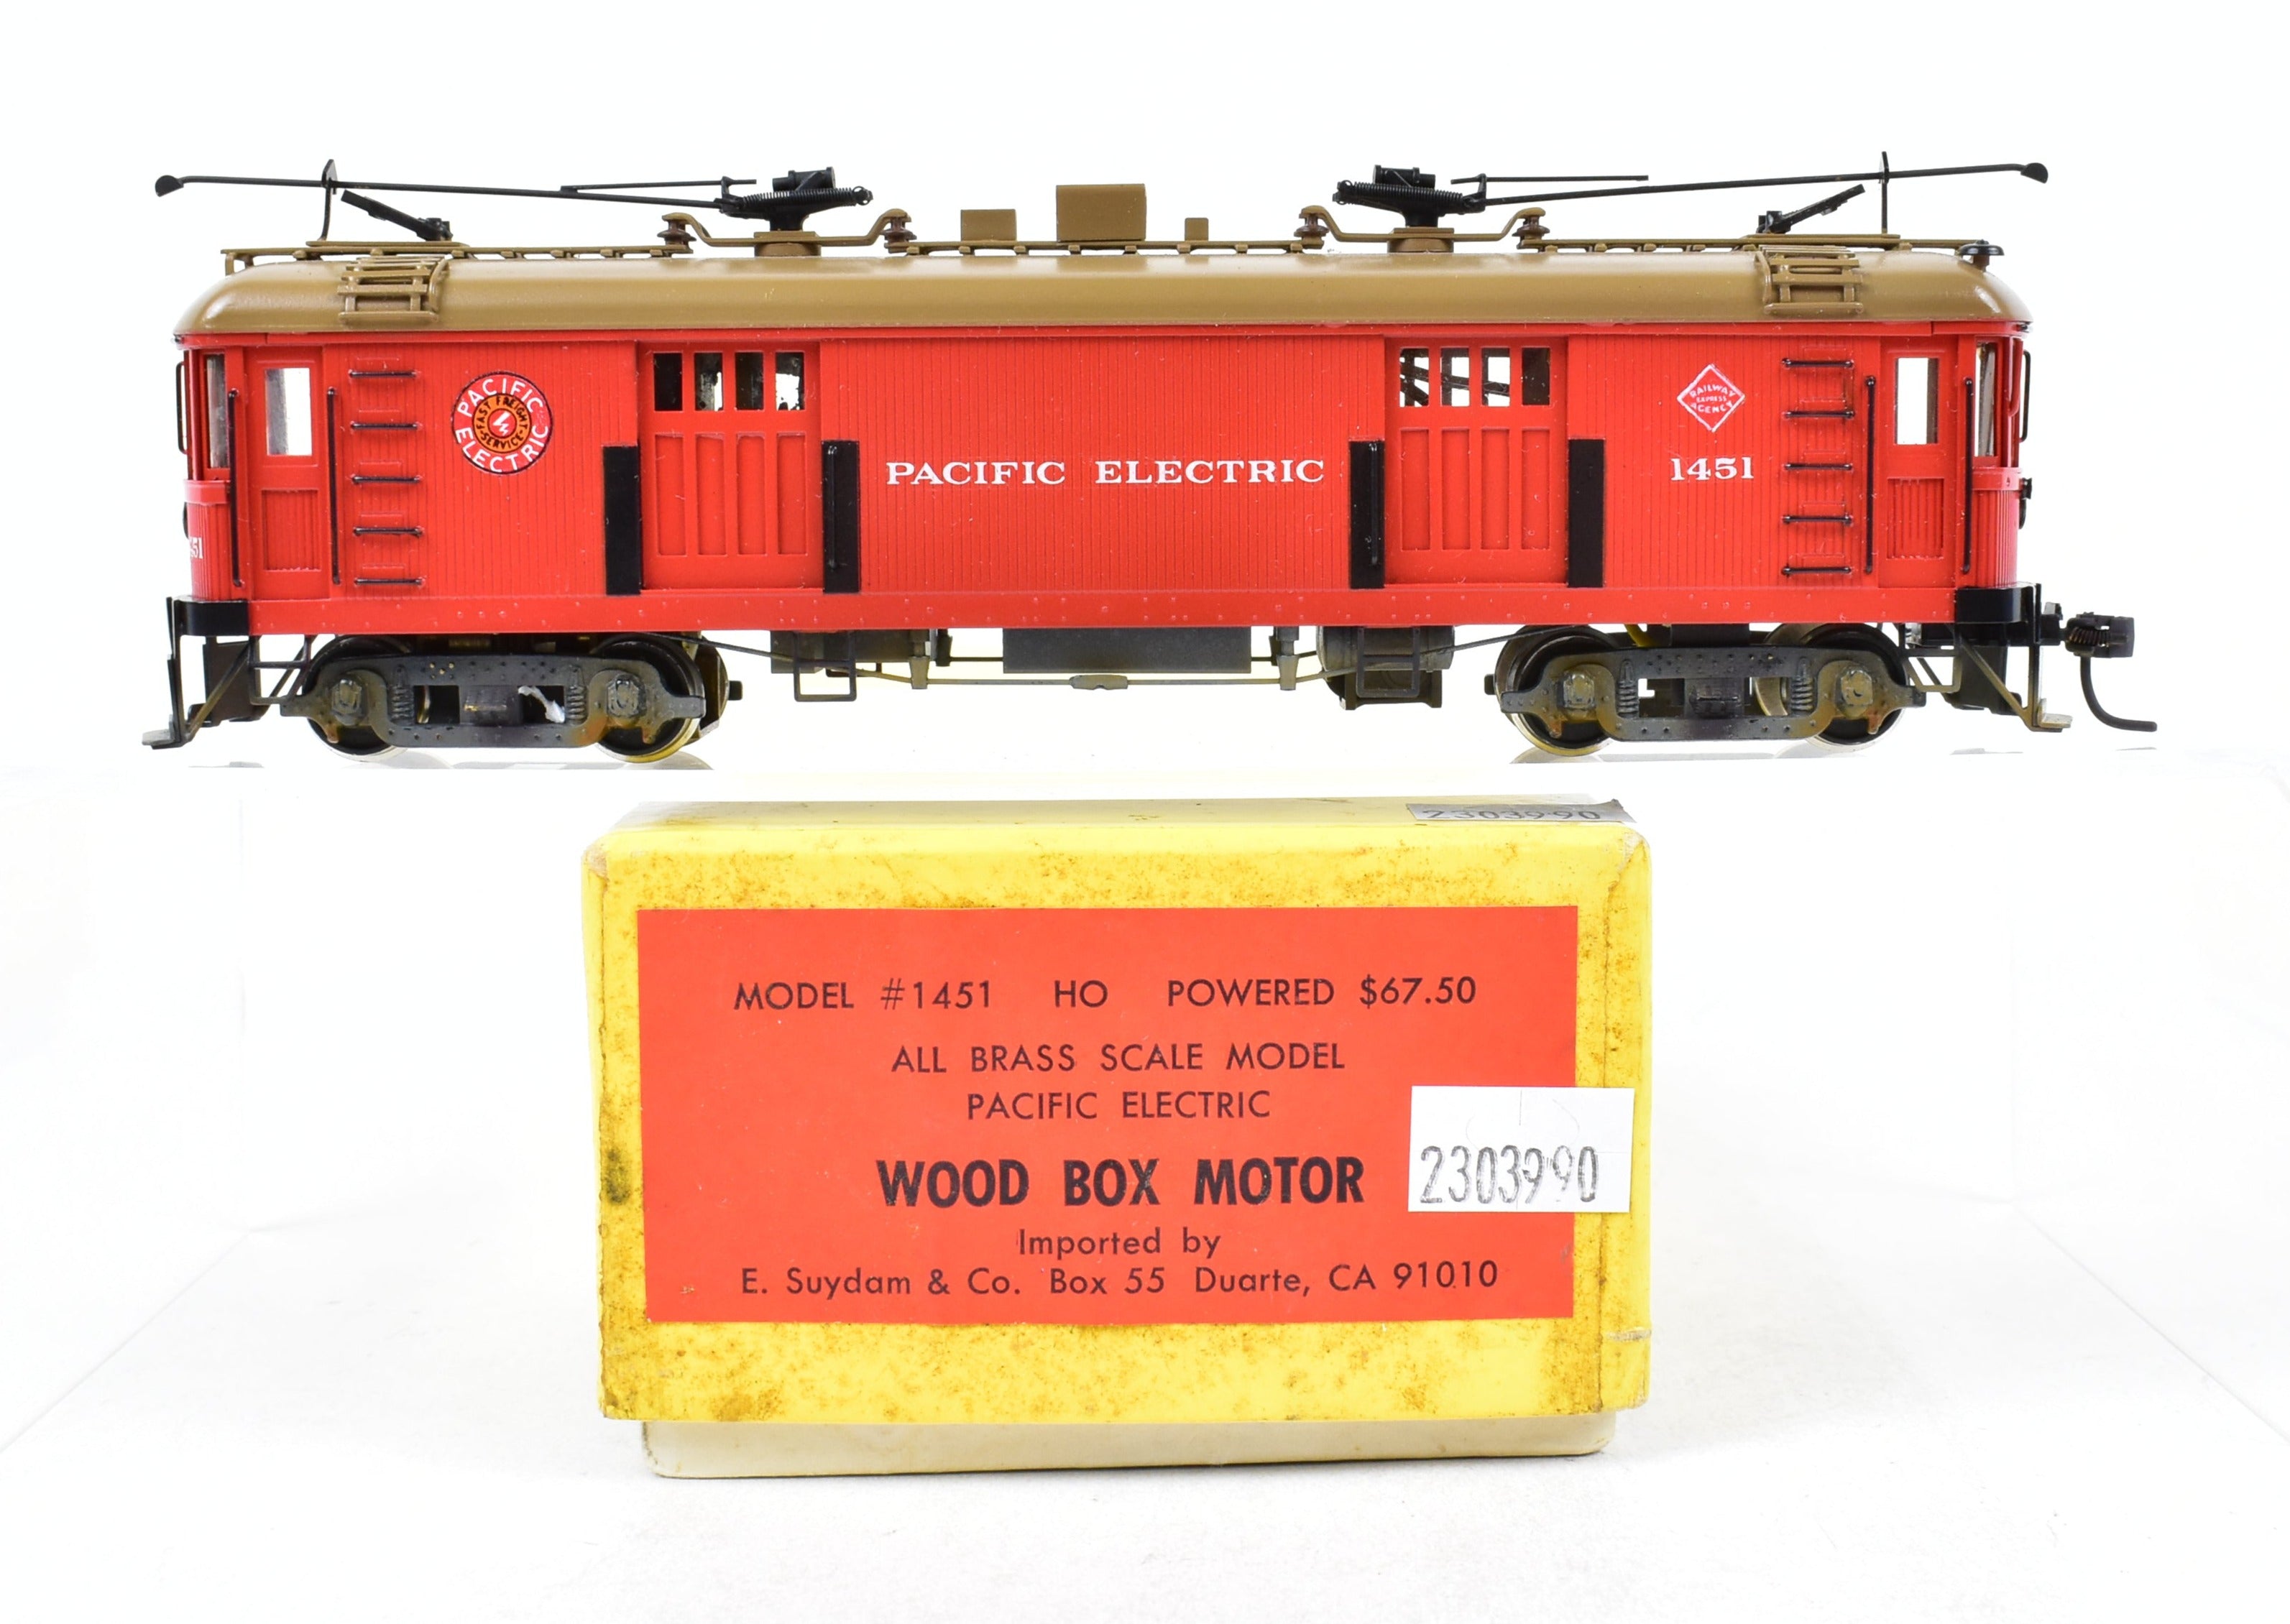 PACIFIC ELECTRIC
FAST FREIGHT SERVICE
PACIFIC ELECTRIC
RAILWAY
EXPRESS
AGENCY
1451
451
2303990
MODEL #1451 HO POWERED $67.50
ALL BRASS SCALE MODEL
PACIFIC ELECTRIC
WOOD BOX MOTOR
2303990
Imported by
E. Suydam & Co. Box 55 Duarte, CA 91010